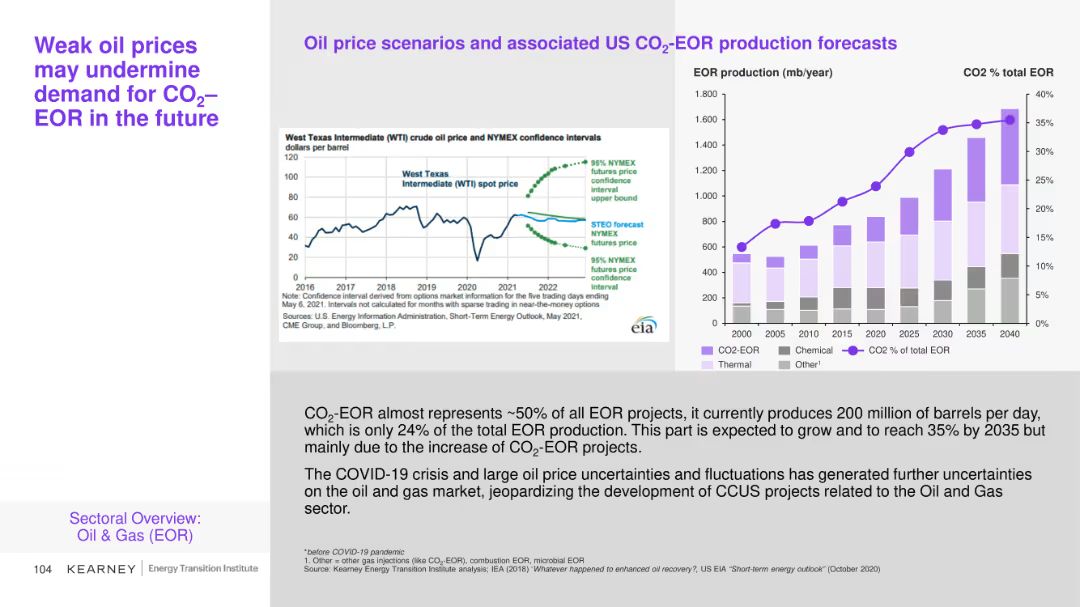 Weak oil prices
may undermine
demand for CO2–
EOR in the future
Oil price scenarios and associated US CO2-EOR production forecasts
West Texas Intermediate (WTI) crude oil price and NYMEX confidence intervals
dollars per barrel
120
100
80
60
40
20
0
2016 2017 2018 2019 2020 2021 2022
West Texas
Intermediate (WTI) spot price
95% NYMEX
futures price
confidence
interval
upper bound
STEO forecast
NYMEX
futures price
95% NYMEX
futures price
confidence
interval
Note: Confidence interval derived from options market information for the five trading days ending
May 6, 2021. Intervals not calculated for months with sparse trading in near-the-money options
Sources: U.S. Energy Information Administration, Short-Term Energy Outlook, May 2021,
CME Group, and Bloomberg, L.P.
eia
EOR production (mb/year) CO2 % total EOR
1.800 40%
1.600 35%
1.400 30%
1.200 25%
1.000 20%
800 15%
600 10%
400 5%
200 0%
0
2000 2005 2010 2015 2020 2025 2030 2035 2040
CO2-EOR Chemical CO2 % of total EOR
Thermal Other1
CO2-EOR almost represents ~50% of all EOR projects, it currently produces 200 million of barrels per day,
which is only 24% of the total EOR production. This part is expected to grow and to reach 35% by 2035 but
mainly due to the increase of CO2-EOR projects.
The COVID-19 crisis and large oil price uncertainties and fluctuations has generated further uncertainties
on the oil and gas market, jeopardizing the development of CCUS projects related to the Oil and Gas
sector.
Sectoral Overview:
Oil & Gas (EOR)
*before COVID-19 pandemic
1. Other = other gas injections (like CO2-EOR), combustion EOR, microbial EOR
Source: Kearney Energy Transition Institute analysis; IEA (2018) "Whatever happened to enhanced oil recovery?, US EIA "Short-term energy outlook" (October 2020)
104 KEARNEY Energy Transition Institute